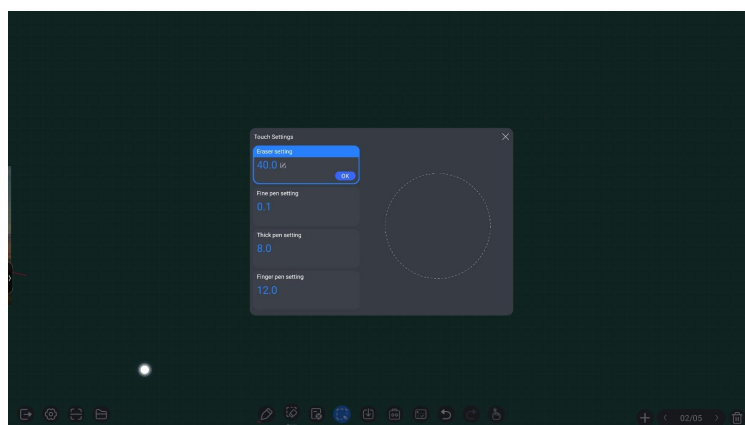 Touch Settings
Eraser setting
40.0
OK
Fine pen setting
0.1
Thick pen setting
8.0
Finger pen setting
12.0
02/05